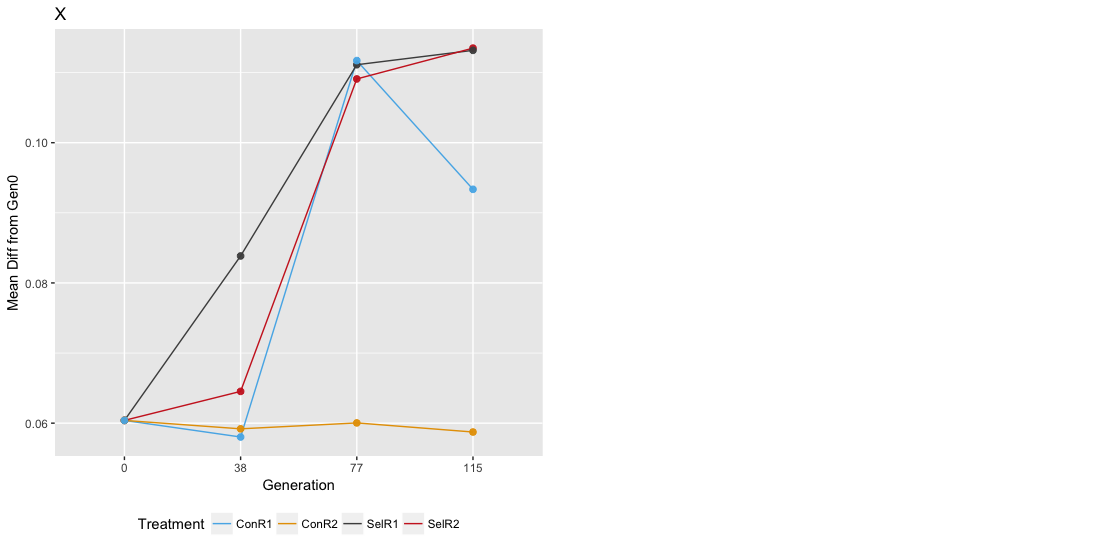 X
Mean Diff from Gen0
0.10
0.08
0.06
0 38 77 115
Generation
Treatment ConR1 ConR2 SelR1 SelR2